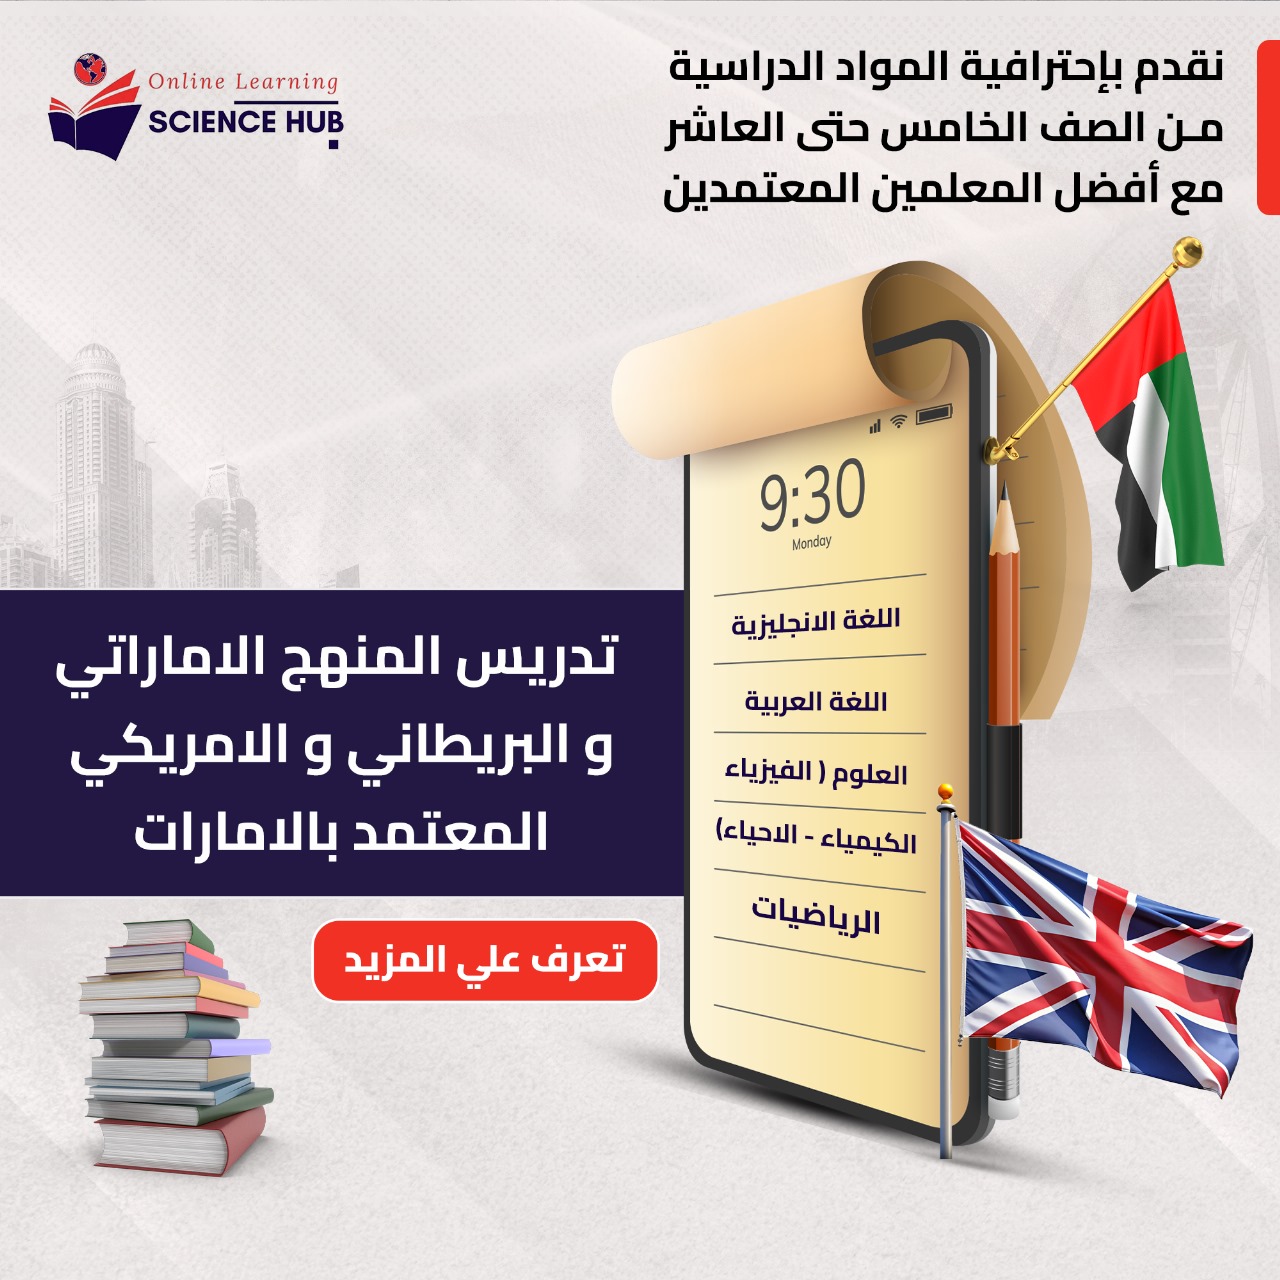 Online Learning
SCIENCE HUB
نقدم بإحترافية المواد الدراسية
من الصف الخامس حتى العاشر
مع أفضل المعلمين المعتمدين
9:30
Monday
اللغة الانجليزية
اللغة العربية
العلوم ( الفيزياء
الكيمياء - الاحياء)
الرياضيات
تدريس المنهج الاماراتي
و البريطاني و الامريكي
المعتمد بالامارات
تعرف علي المزيد